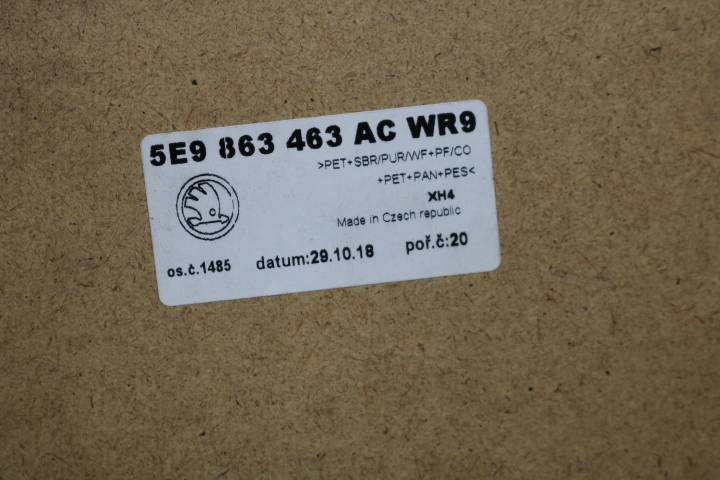 5E9 863 463 AC WR9
>PET+SBR/PUR/WF+PF/CO
+PET+PAN+PES<
XH4
Made in Czech republic
os.č.1485 datum:29.10.18 poř.č:20